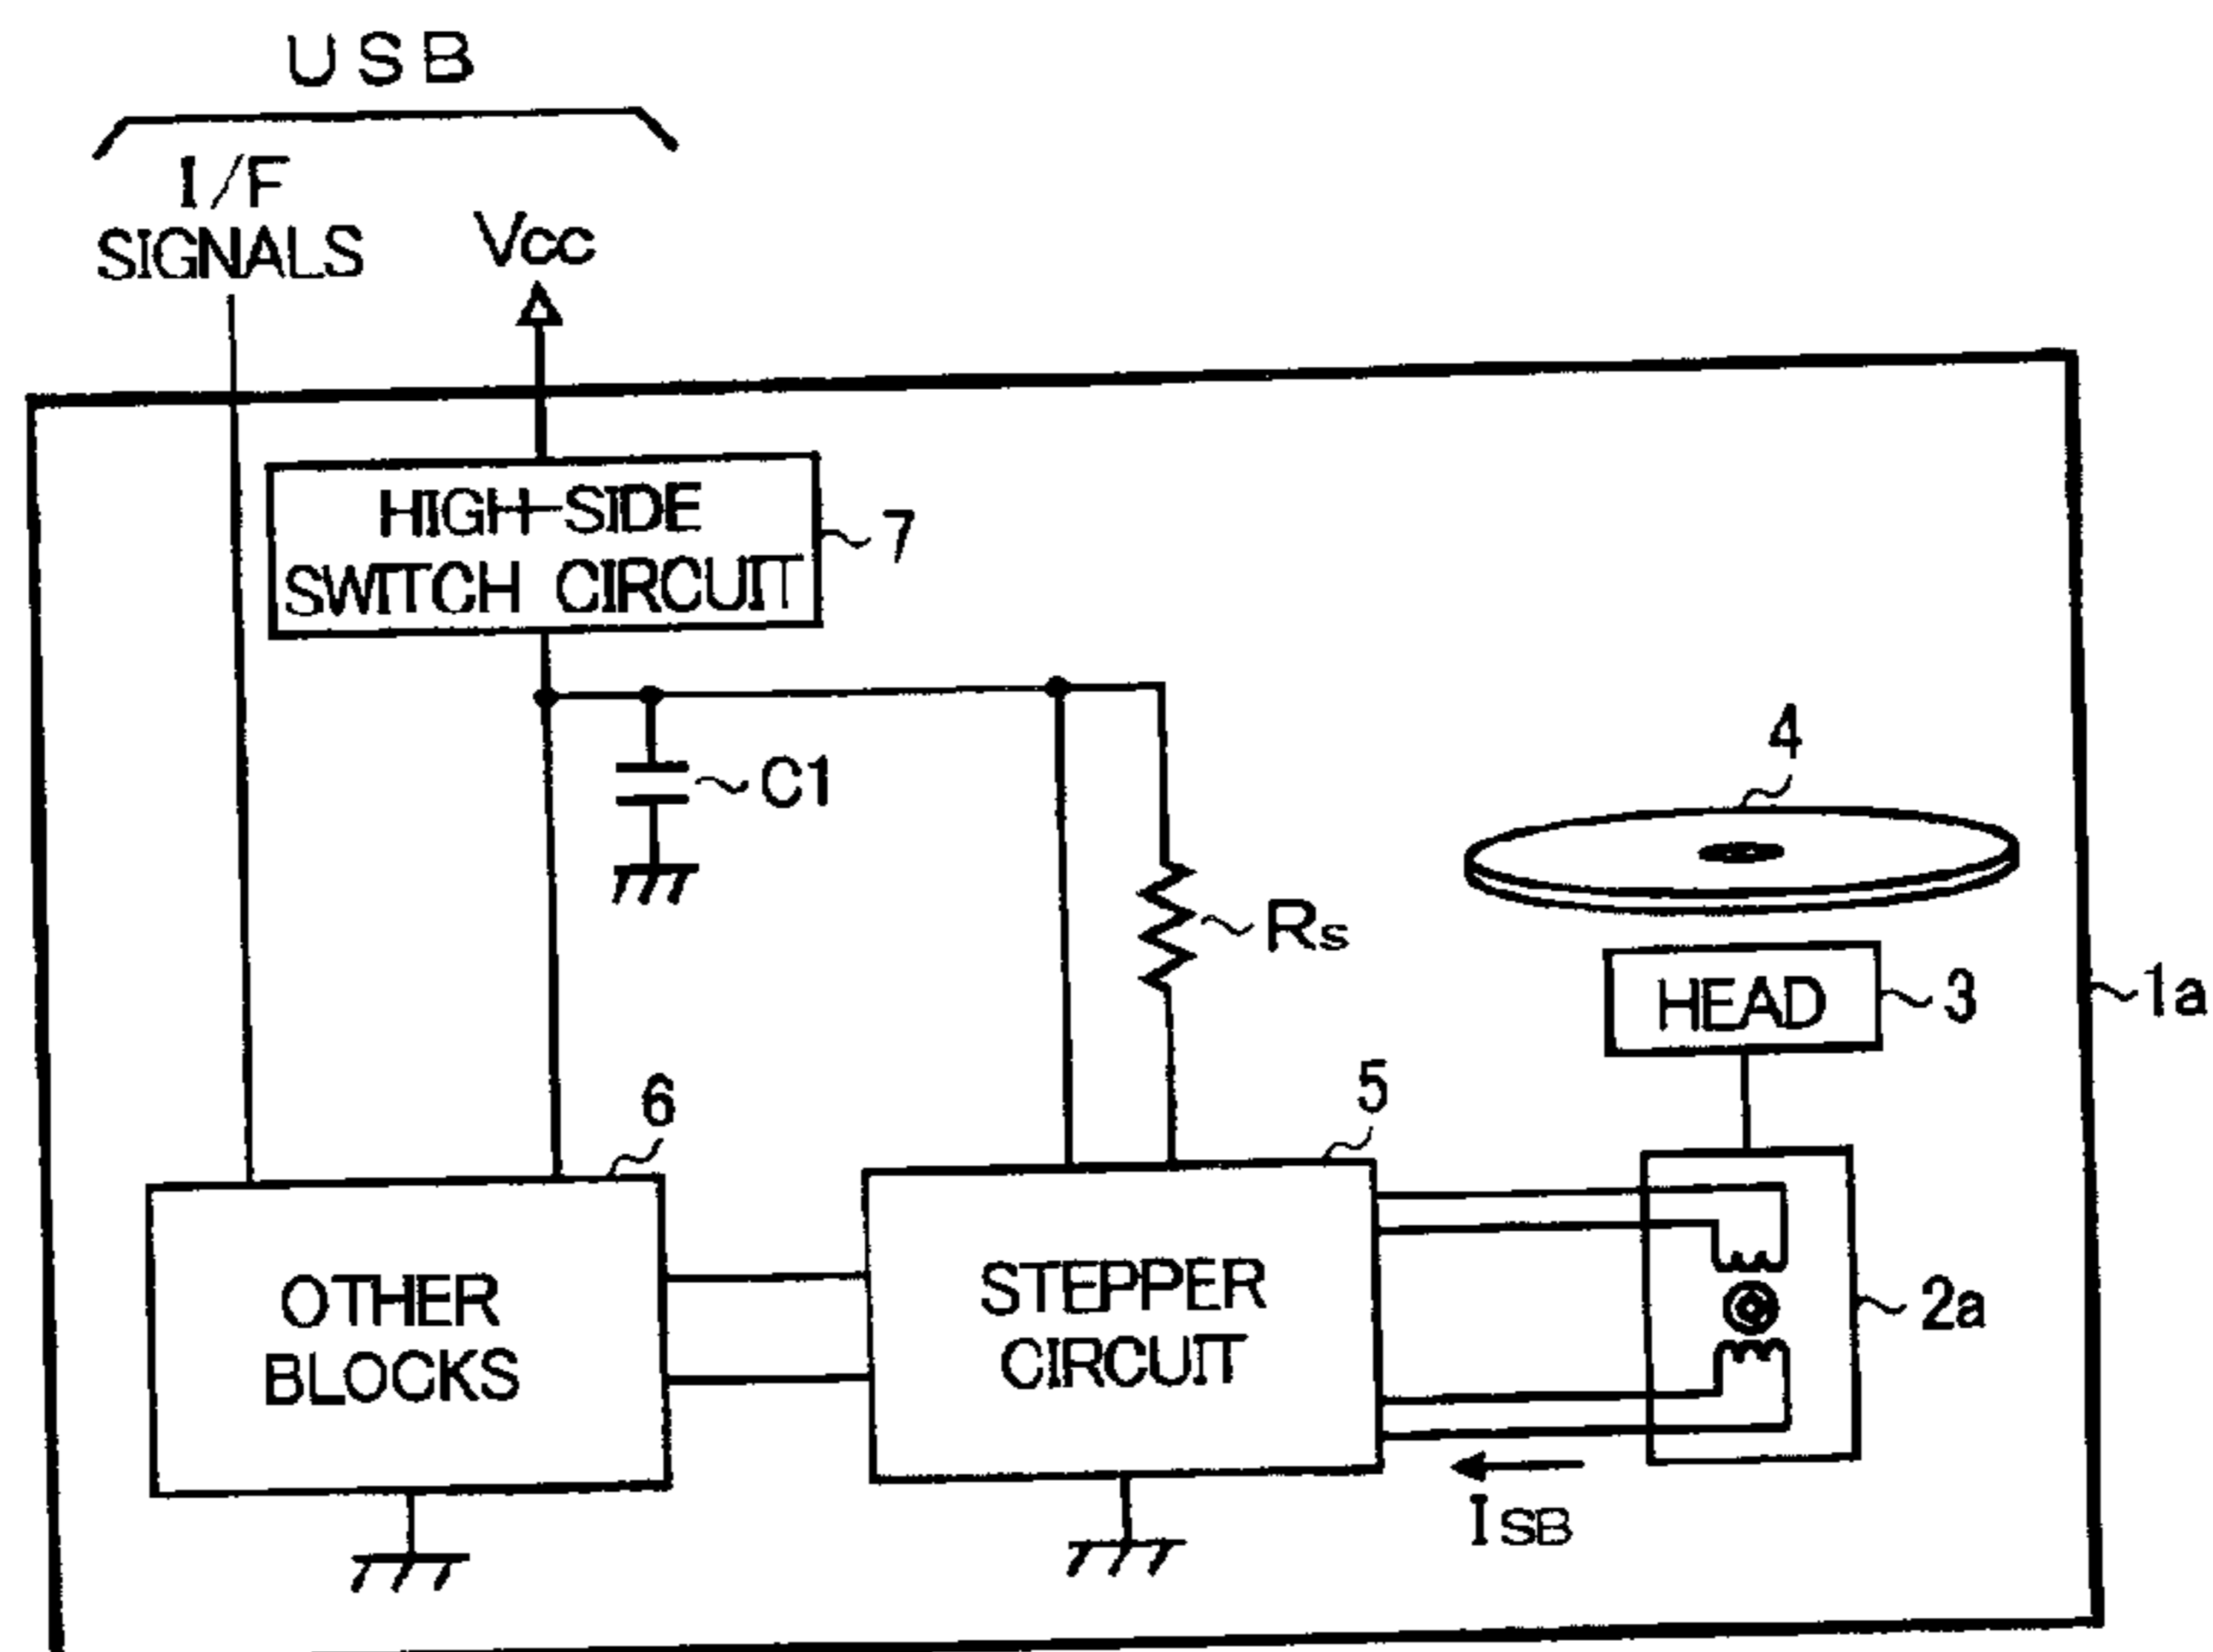 USB
I/F
SIGNALS
Vcc
HIGH-SIDE
SWITCH CIRCUIT
7
C1
4
Rs
HEAD
3
1a
6
5
OTHER
BLOCKS
STEPPER
CIRCUIT
2a
ISB